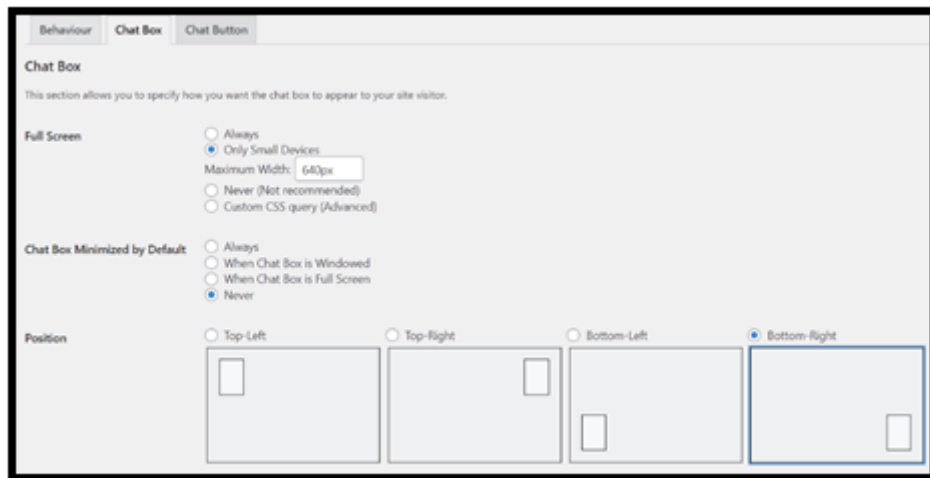 Behaviour Chat Box Chat Button
Chat Box
This section allows you to specify how you want the chat box to appear to your site visitor.
Full Screen
Always
Only Small Devices
Maximum Width: 640px
Never (Not recommended)
Custom CSS query (Advanced)
Chat Box Minimized by Default
Always
When Chat Box is Windowed
When Chat Box is Full Screen
Never
Position
Top-Left Top-Right Bottom-Left Bottom-Right